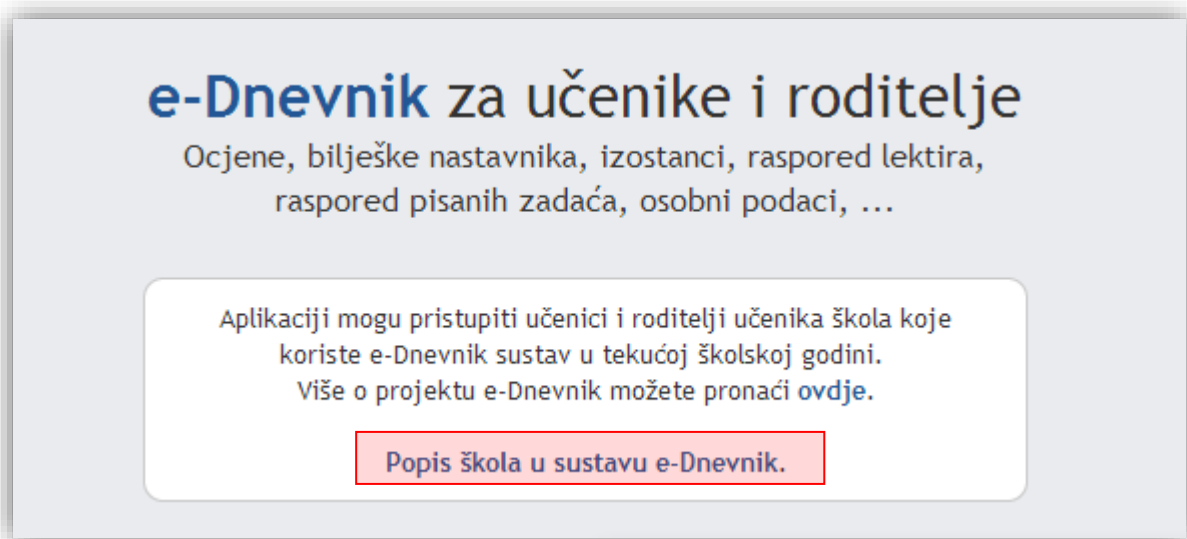 e-Dnevnik za učenike i roditelje
Ocjene, bilješke nastavnika, izostanci, raspored lektira,
raspored pisanih zadaća, osobni podaci, ...
Aplikaciji mogu pristupiti učenici i roditelji učenika škola koje
koriste e-Dnevnik sustav u tekućoj školskoj godini.
Više o projektu e-Dnevnik možete pronaći ovdje.
Popis škola u sustavu e-Dnevnik.